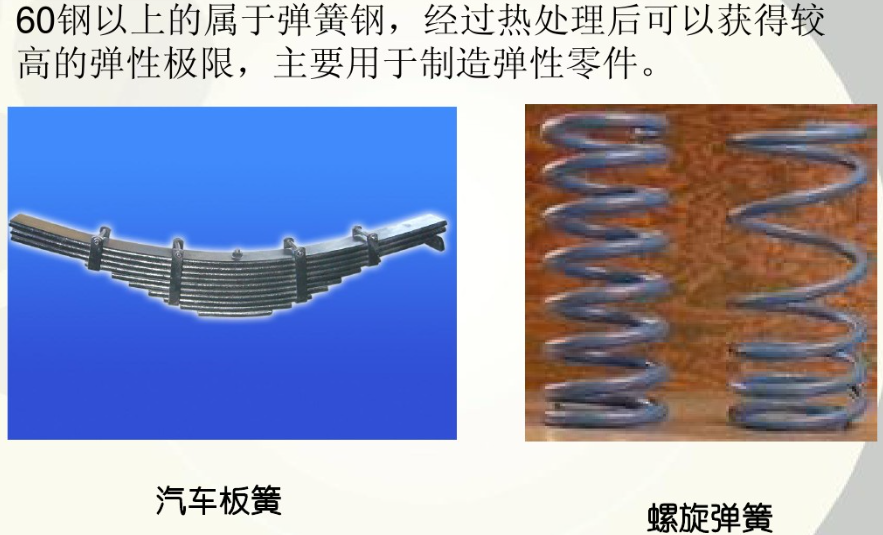 60钢以上的属于弹簧钢，经过热处理后可以获得较
高的弹性极限，主要用于制造弹性零件。
汽车板簧
螺旋弹簧